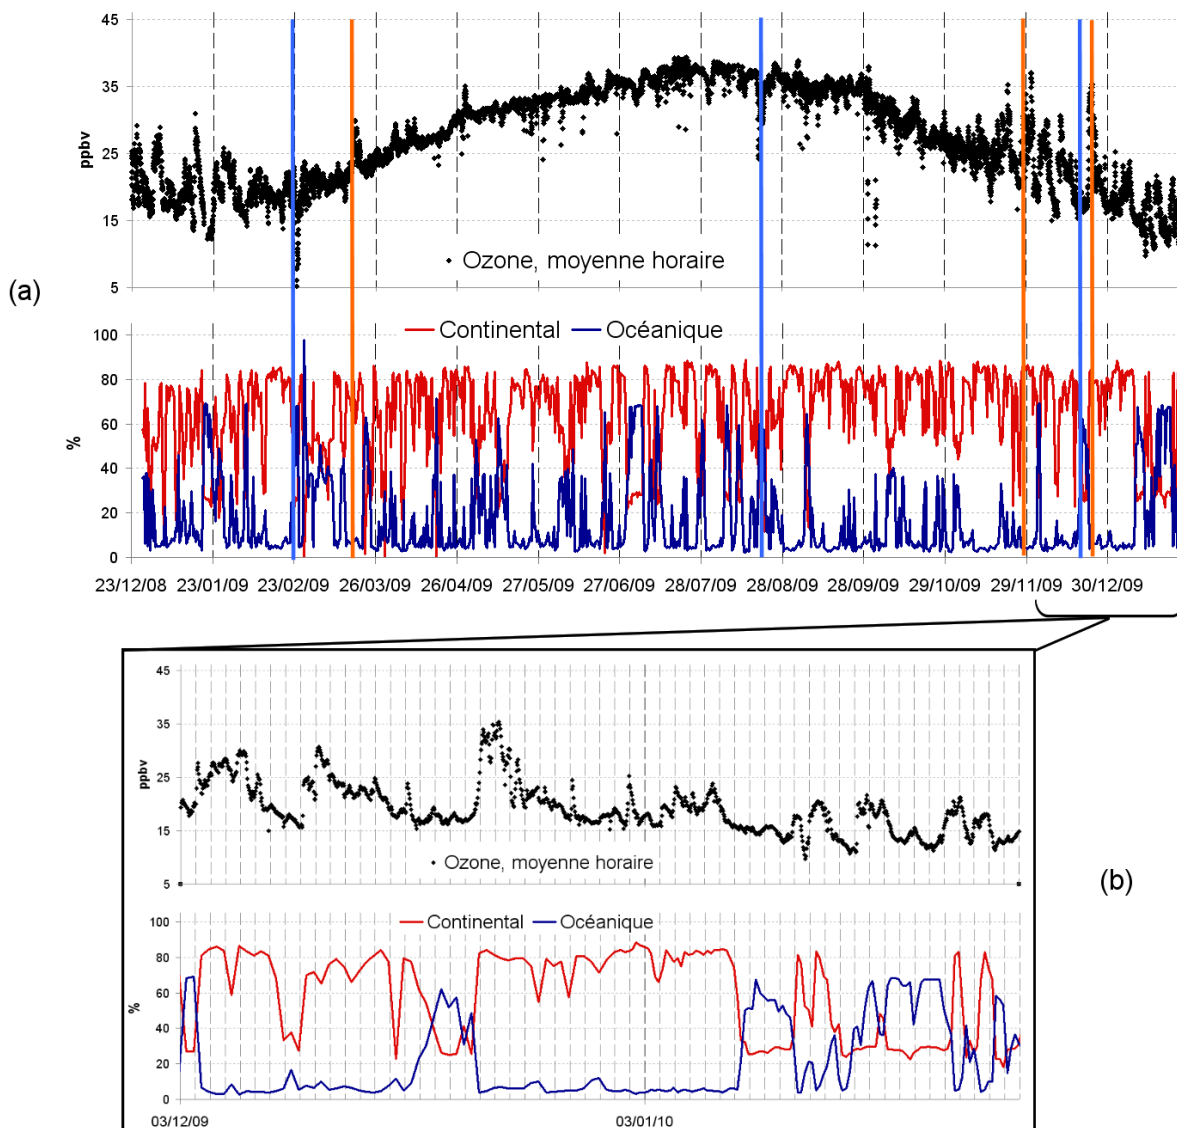 (a)
45
35
25
15
5
ppbv
Ozone, moyenne horaire
Continental Océanique
100
80
60
40
20
0
%
23/12/08 23/01/09 23/02/09 26/03/09 26/04/09 27/05/09 27/06/09 28/07/09 28/08/09 28/09/09 29/10/09 29/11/09 30/12/09
45
35
25
15
5
ppbv
Ozone, moyenne horaire
(b)
Continental Océanique
100
80
60
40
20
0
%
03/12/09 03/01/10